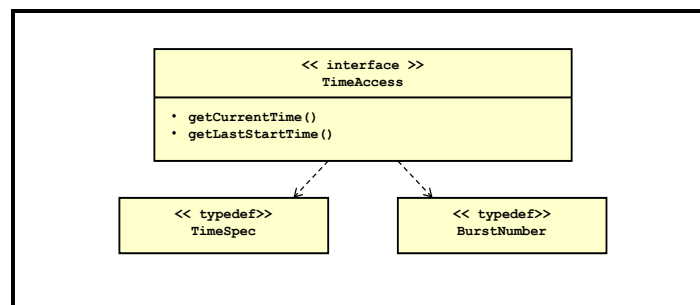 << interface >>
TimeAccess
• getCurrentTime()
• getLastStartTime()
<< typedef>>
TimeSpec
<< typedef>>
BurstNumber